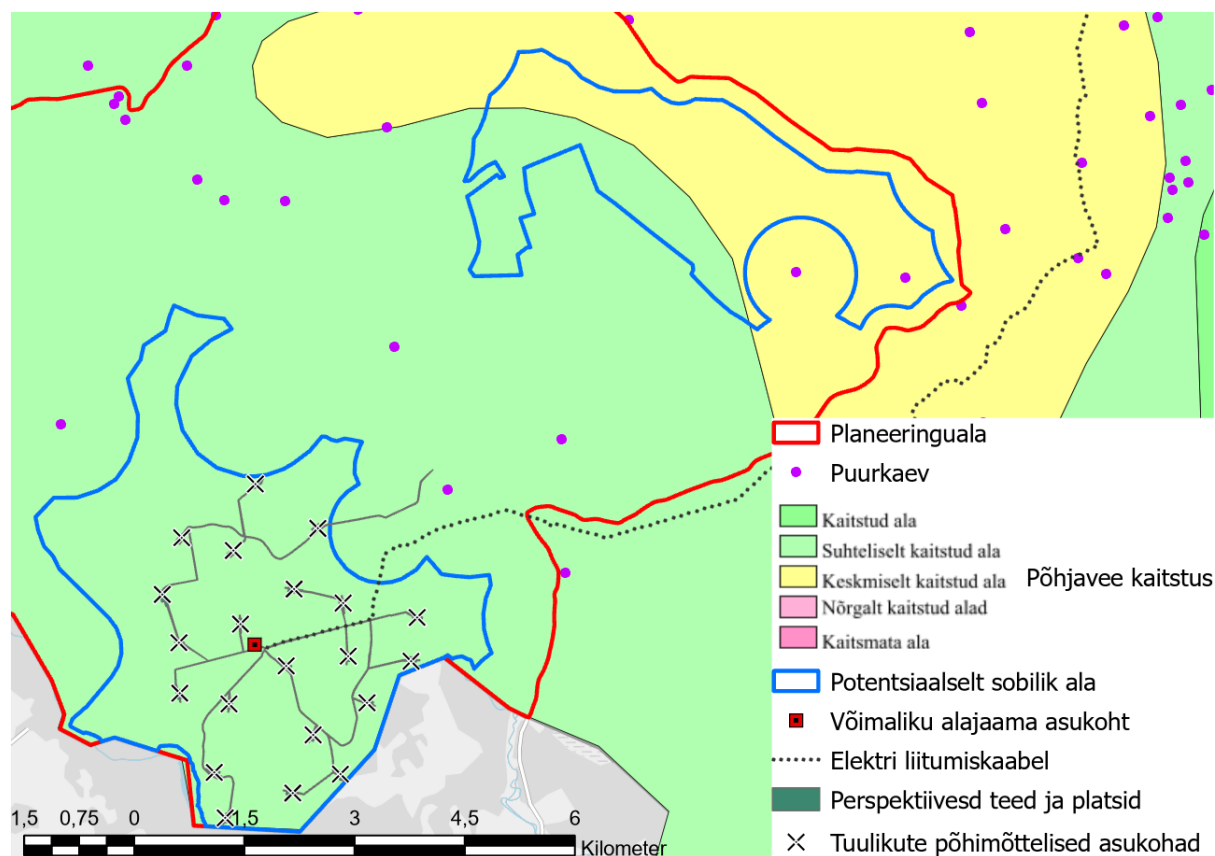 Planeeringuala
Puurkaev
Kaitstud ala
Suhteliselt kaitstud ala
Keskmiselt kaitstud ala
Põhjavee kaitstus
Nõrgalt kaitstud alad
Kaitsmata ala
Potentsiaalselt sobilik ala
Võimaliku alajaama asukoht
Elektri liitumiskaabel
Perspektiivesd teed ja platsid
Tuulikute põhimõttelised asukohad
1,5 0,75 0 1,5 3 4,5 6
Kilometer